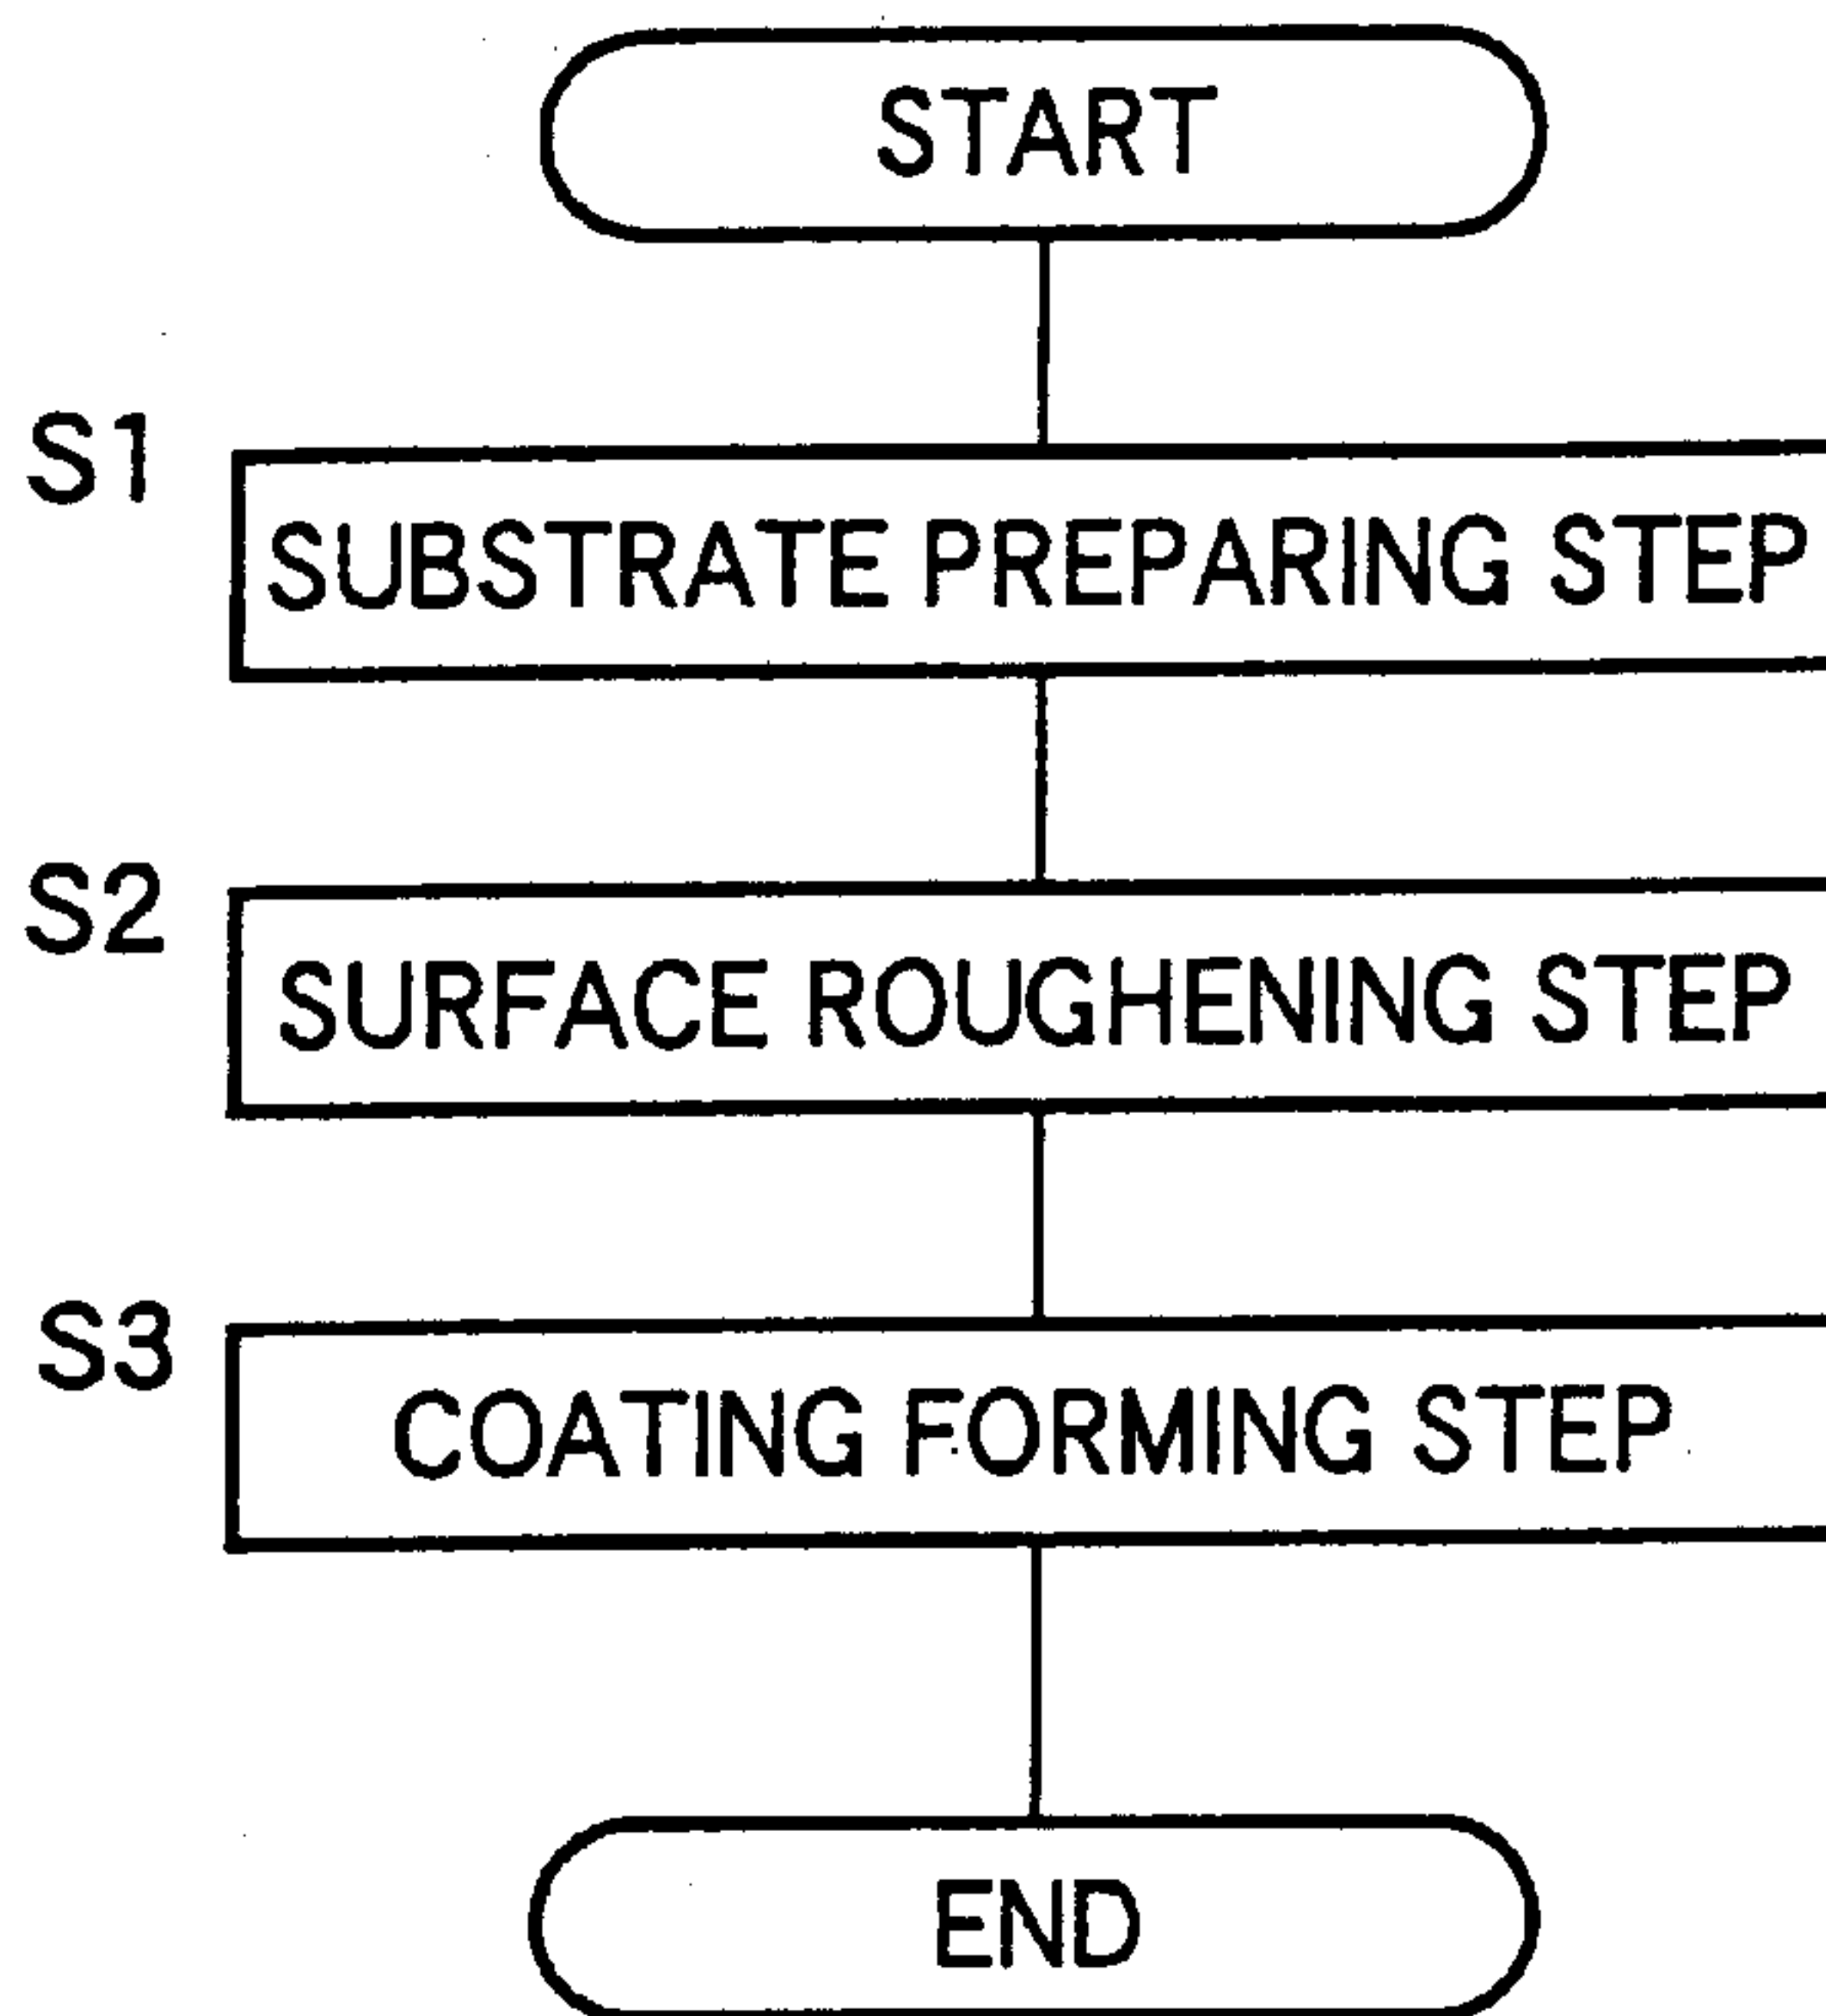 START
S1
SUBSTRATE PREPARING STEP
S2
SURFACE ROUGHENING STEP
S3
COATING FORMING STEP
END